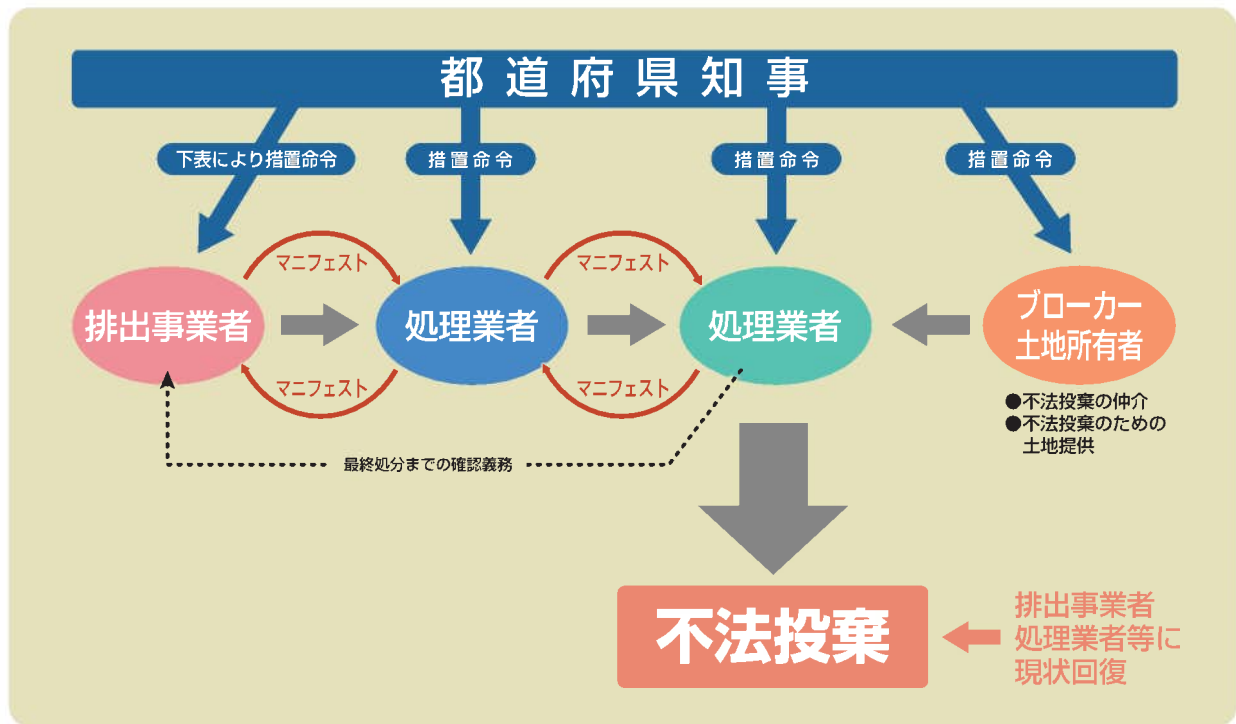 都道府県知事
下表により措置命令
措置命令
措置命令
措置命令
マニフェスト
マニフェスト
排出事業者
処理業者
処理業者
ブローカー
土地所有者
マニフェスト
マニフェスト
●不法投棄の仲介
●不法投棄のための
土地提供
最終処分までの確認義務
不法投棄
排出事業者
処理業者等に
現状回復